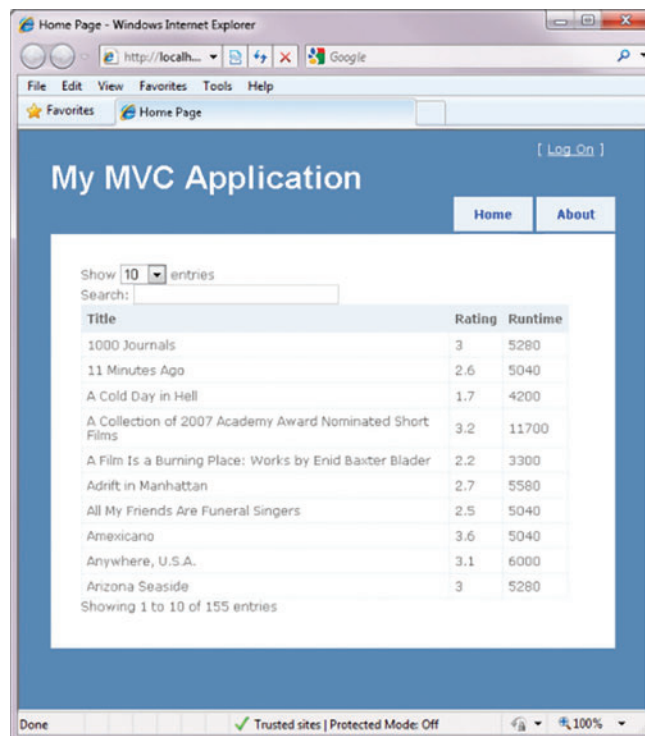 Home Page - Windows Internet Explorer
http://localh...
Google
File Edit View Favorites Tools Help
Favorites Home Page
[ Log On ]
My MVC Application
Home About
Show 10 entries
Search:
Title Rating Runtime
1000 Journals 3 5280
11 Minutes Ago 2.6 5040
A Cold Day in Hell 1.7 4200
A Collection of 2007 Academy Award Nominated Short
Films 3.2 11700
A Film Is a Burning Place: Works by Enid Baxter Blader 2.2 3300
Adrift in Manhattan 2.7 5580
All My Friends Are Funeral Singers 2.5 5040
Amexicano 3.6 5040
Anywhere, U.S.A. 3.1 6000
Arizona Seaside 3 5280
Showing 1 to 10 of 155 entries
Done Trusted sites | Protected Mode: Off 100%